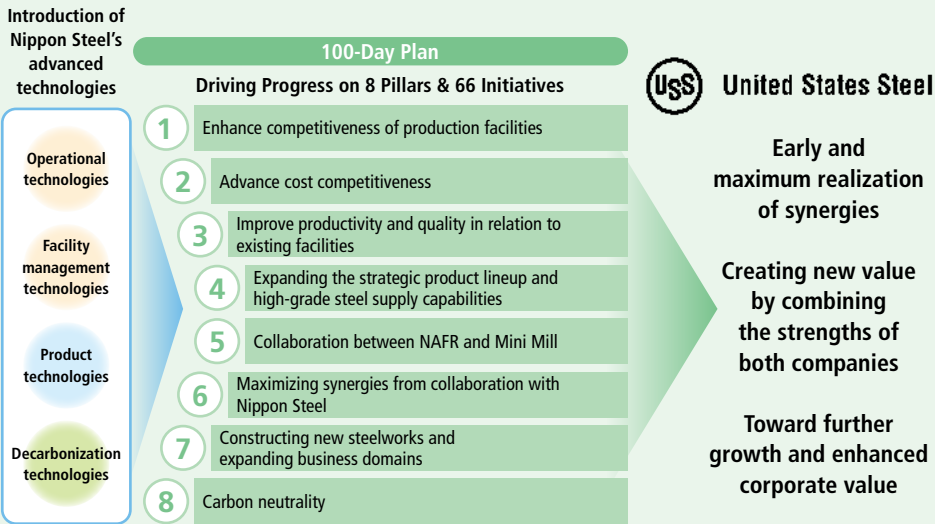 Introduction of
Nippon Steel's
advanced
technologies
Operational
technologies
Facility
management
technologies
Product
technologies
Decarbonization
technologies
100-Day Plan
Driving Progress on 8 Pillars & 66 Initiatives
1 Enhance competitiveness of production facilities
2 Advance cost competitiveness
3 Improve productivity and quality in relation to
existing facilities
4 Expanding the strategic product lineup and
high-grade steel supply capabilities
5 Collaboration between NAFR and Mini Mill
6 Maximizing synergies from collaboration with
Nippon Steel
7 Constructing new steelworks and
expanding business domains
8 Carbon neutrality
USS United States Steel
Early and
maximum realization
of synergies
Creating new value
by combining
the strengths of
both companies
Toward further
growth and enhanced
corporate value